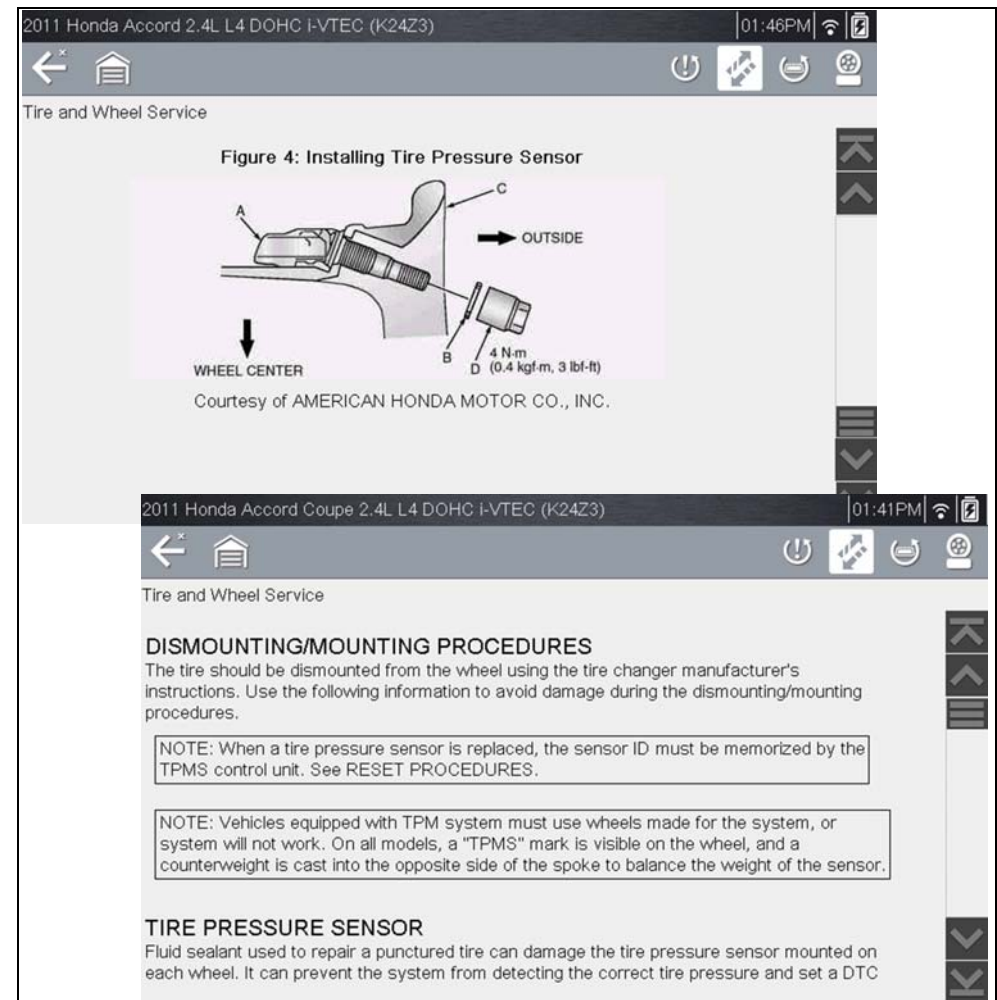 2011 Honda Accord 2.4L L4 DOHC i-VTEC (K24Z3) 01:46PM
Tire and Wheel Service
Figure 4: Installing Tire Pressure Sensor
A
C
OUTSIDE
WHEEL CENTER
B
D
4 N·m
(0.4 kgf·m, 3 lbf·ft)
Courtesy of AMERICAN HONDA MOTOR CO., INC.
2011 Honda Accord Coupe 2.4L L4 DOHC i-VTEC (K24Z3) 01:41PM
Tire and Wheel Service
DISMOUNTING/MOUNTING PROCEDURES
The tire should be dismounted from the wheel using the tire changer manufacturer's
instructions. Use the following information to avoid damage during the dismounting/mounting
procedures.
NOTE: When a tire pressure sensor is replaced, the sensor ID must be memorized by the
TPMS control unit. See RESET PROCEDURES.
NOTE: Vehicles equipped with TPM system must use wheels made for the system, or
system will not work. On all models, a "TPMS" mark is visible on the wheel, and a
counterweight is cast into the opposite side of the spoke to balance the weight of the sensor.
TIRE PRESSURE SENSOR
Fluid sealant used to repair a punctured tire can damage the tire pressure sensor mounted on
each wheel. It can prevent the system from detecting the correct tire pressure and set a DTC